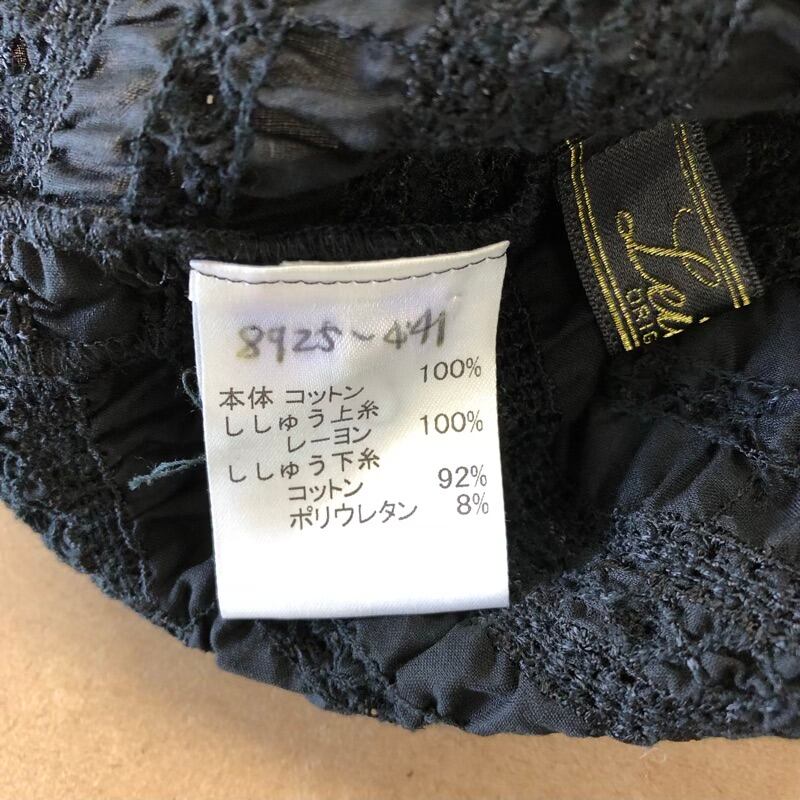 8925~441
100%
本体 コットン
ししゅう上糸
レーヨン 100%
ししゅう下糸
コットン 92%
ポリウレタン 8%